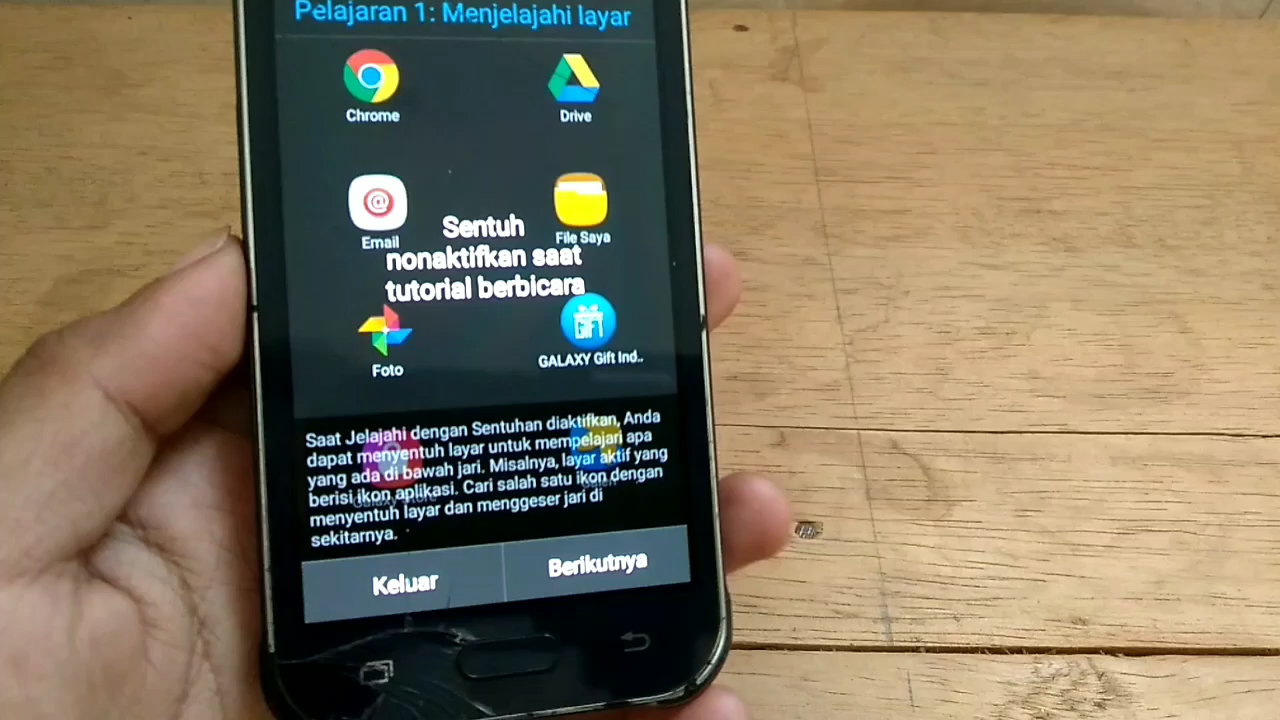 Pelajaran 1: Menjelajahi layar
Chrome
Drive
Email
File Saya
Sentuh
nonaktifkan saat
tutorial berbicara
Foto
GIFT
GALAXY Gift Ind..
Saat Jelajahi dengan Sentuhan diaktifkan, Anda
dapat menyentuh layar untuk mempelajari apa
yang ada di bawah jari. Misalnya, layar aktif yang
berisi ikon aplikasi. Cari salah satu ikon dengan
menyentuh layar dan menggeser jari di
sekitarnya.
Keluar
Berikutnya